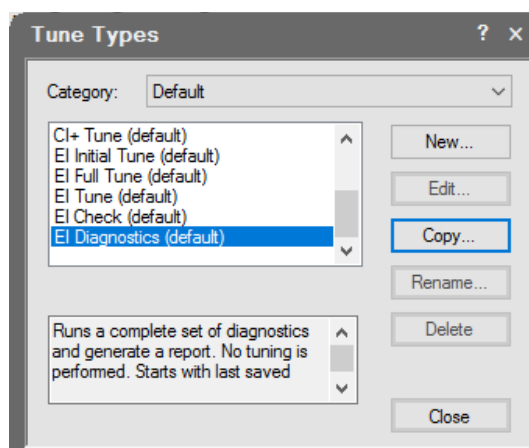 Tune Types ? ×
Category: Default
CI+ Tune (default)
EI Initial Tune (default)
EI Full Tune (default)
EI Tune (default)
EI Check (default)
EI Diagnostics (default)
New...
Edit...
Copy...
Rename...
Delete
Runs a complete set of diagnostics
and generate a report. No tuning is
performed. Starts with last saved
Close